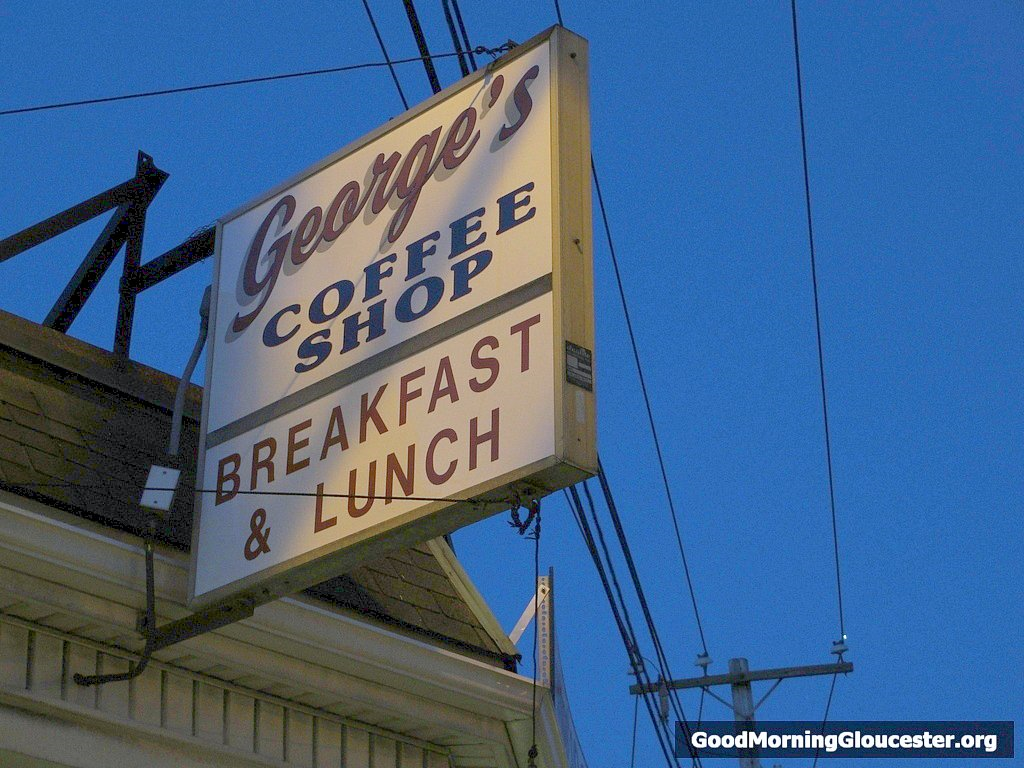 George's
COFFEE
SHOP
BREAKFAST
& LUNCH
GoodMorningGloucester.org